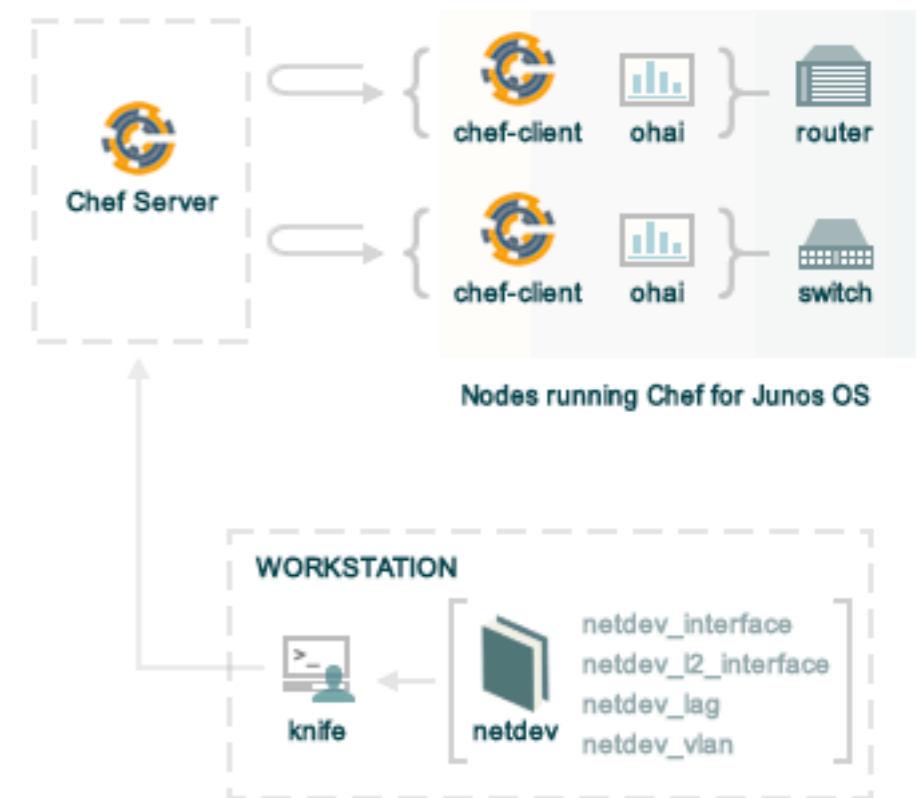 Chef Server
chef-client ohai router
chef-client ohai switch
Nodes running Chef for Junos OS
WORKSTATION
>_
knife
netdev
netdev_interface
netdev_l2_interface
netdev_lag
netdev_vlan